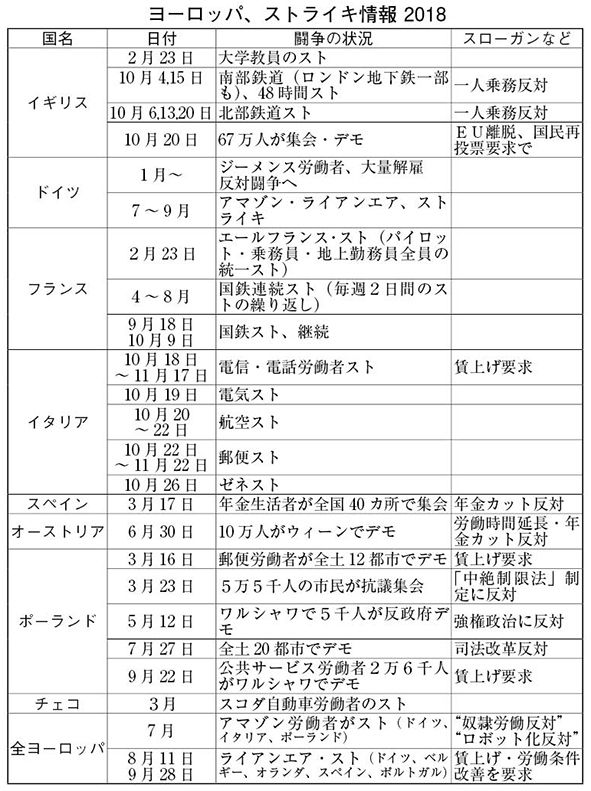 ヨーロッパ、ストライキ情報 2018
国名 日付 闘争の状況 スローガンなど
イギリス
2月23日 大学教員のスト
10月4,15日 南部鉄道（ロンドン地下鉄一部
も）、48時間スト 一人乗務反対
10月6,13,20日 北部鉄道スト 一人乗務反対
10月20日 67万人が集会・デモ ＥＵ離脱、国民再
投票要求で
ドイツ
1月～ ジーメンス労働者、大量解雇
反対闘争へ
7～9月 アマゾン・ライアンエア、スト
ライキ
フランス
2月23日 エールフランス・スト（パイロッ
ト・乗務員・地上勤務員全員の
統一スト）
4～8月 国鉄連続スト（毎週２日間のス
トの繰り返し）
9月18日
10月9日 国鉄スト、継続
イタリア
10月18日
～11月17日 電信・電話労働者スト 賃上げ要求
10月19日 電気スト
10月20
～22日 航空スト
10月22日
～11月22日 郵便スト
10月26日 ゼネスト
スペイン 3月17日 年金生活者が全国40カ所で集会 年金カット反対
オーストリア 6月30日 10万人がウィーンでデモ 労働時間延長・年
金カット反対
ポーランド
3月16日 郵便労働者が全土12都市でデモ 賃上げ要求
3月23日 ５万５千人の市民が抗議集会 「中絶制限法」制
定に反対
5月12日 ワルシャワで５千人が反政府デ
モ 強権政治に反対
7月27日 全土20都市でデモ 司法改革反対
9月22日 公共サービス労働者２万６千人
がワルシャワでデモ 賃上げ要求
チェコ 3月 スコダ自動車労働者のスト
全ヨーロッパ
7月 アマゾン労働者がスト（ドイツ、
イタリア、ポーランド） “奴隷労働反対”
“ロボット化反対”
8月11日
9月28日 ライアンエア・スト（ドイツ、ベル
ギー、オランダ、スペイン、ポルトガル） 賃上げ・労働条件
改善を要求